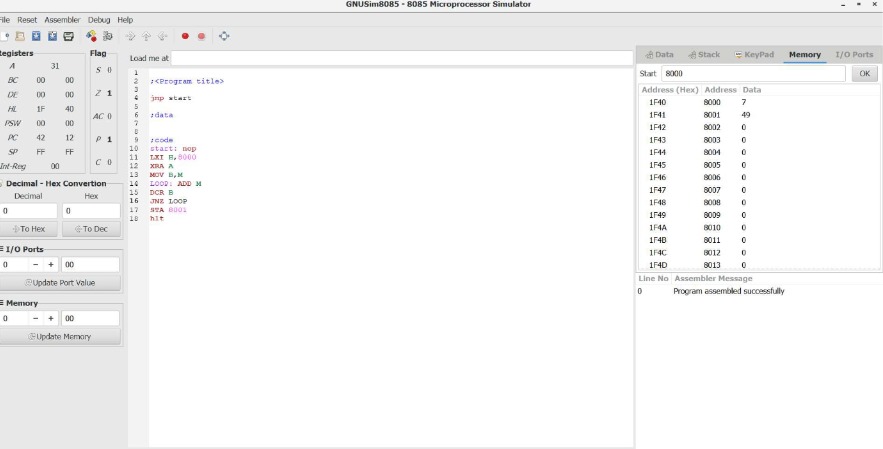 GNUSim8085 - 8085 Microprocessor Simulator
File Reset Assembler Debug Help
Registers
A 31
BC 00 00
DE 00 00
HL 1F 40
PSW 00 00
PC 42 12
SP FF FF
Int-Reg 00
Flag
S 0
Z 1
AC 0
P 1
C 0
Decimal - Hex Convertion
Decimal Hex
0 0
To Hex To Dec
I/O Ports
0 - + 00
Update Port Value
Memory
0 - + 00
Update Memory
Load me at
1
2 ;<Program title>
3
4 jmp start
5
6 ;data
7
8
9 ;code
10 start: nop
11 LXI H,8000
12 XRA A
13 MOV B,M
14 LOOP: ADD M
15 DCR B
16 JNZ LOOP
17 STA 8001
18 hlt
Data Stack KeyPad Memory I/O Ports
Start 8000 OK
Address (Hex) Address Data
1F40 8000 7
1F41 8001 49
1F42 8002 0
1F43 8003 0
1F44 8004 0
1F45 8005 0
1F46 8006 0
1F47 8007 0
1F48 8008 0
1F49 8009 0
1F4A 8010 0
1F4B 8011 0
1F4C 8012 0
1F4D 8013 0
Line No Assembler Message
0 Program assembled successfully